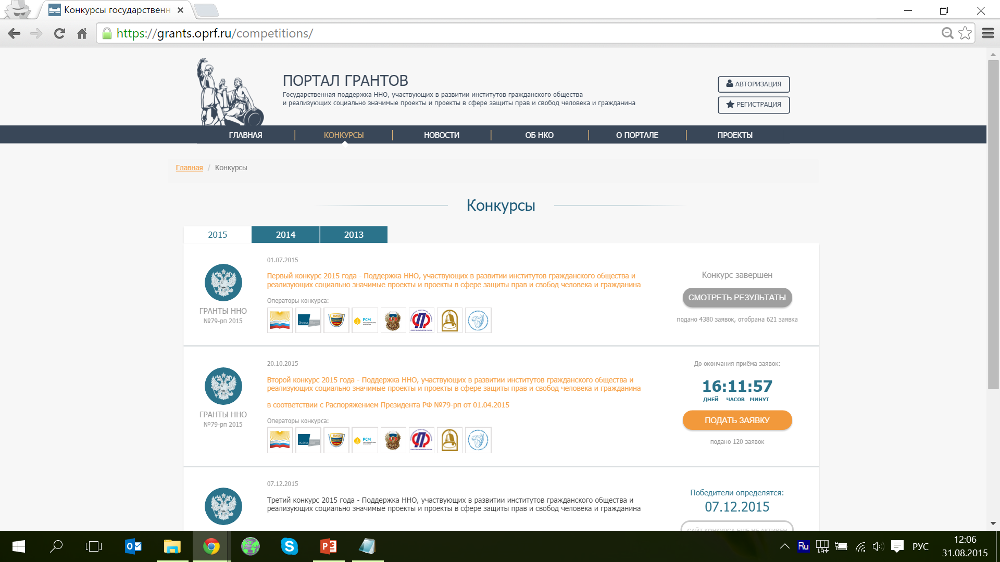 Конкурсы государственн
https://grants.oprf.ru/competitions/
ПОРТАЛ ГРАНТОВ
Государственная поддержка ННО, участвующих в развитии институтов гражданского общества
и реализующих социально значимые проекты и проекты в сфере защиты прав и свобод человека и гражданина
АВТОРИЗАЦИЯ
РЕГИСТРАЦИЯ
ГЛАВНАЯ
КОНКУРСЫ
НОВОСТИ
ОБ НКО
О ПОРТАЛЕ
ПРОЕКТЫ
Главная / Конкурсы
Конкурсы
2015
2014
2013
ГРАНТЫ ННО
№79-рп 2015
01.07.2015
Первый конкурс 2015 года - Поддержка ННО, участвующих в развитии институтов гражданского общества и
реализующих социально значимые проекты и проекты в сфере защиты прав и свобод человека и гражданина
Операторы конкурса:
РСМ
Конкурс завершен
СМОТРЕТЬ РЕЗУЛЬТАТЫ
подано 4380 заявок, отобрана 621 заявка
ГРАНТЫ ННО
№79-рп 2015
20.10.2015
Второй конкурс 2015 года - Поддержка ННО, участвующих в развитии институтов гражданского общества и
реализующих социально значимые проекты и проекты в сфере защиты прав и свобод человека и гражданина
в соответствии с Распоряжением Президента РФ №79-рп от 01.04.2015
Операторы конкурса:
РСМ
До окончания приёма заявок:
16:11:57
ДНЕЙ ЧАСОВ МИНУТ
ПОДАТЬ ЗАЯВКУ
подано 120 заявок
07.12.2015
Третий конкурс 2015 года - Поддержка ННО, участвующих в развитии институтов гражданского общества и
реализующих социально значимые проекты и проекты в сфере защиты прав и свобод человека и гражданина
Победители определятся:
07.12.2015
САЙТ КОНКУРСА ЕЩЕ НЕ АКТИВЕН
Ru
1А+
РУС
12:06
31.08.2015